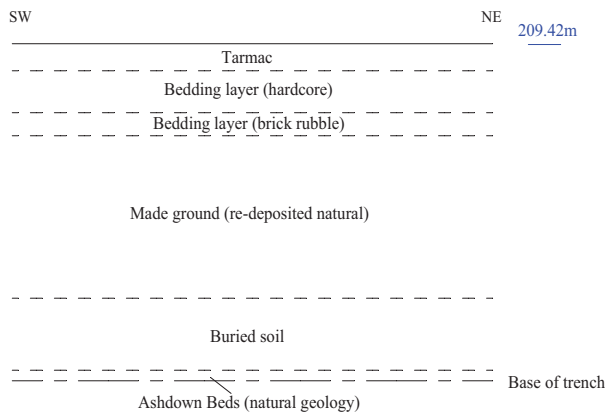 SW
NE
209.42m
Tarmac
Bedding layer (hardcore)
Bedding layer (brick rubble)
Made ground (re-deposited natural)
Buried soil
Base of trench
Ashdown Beds (natural geology)